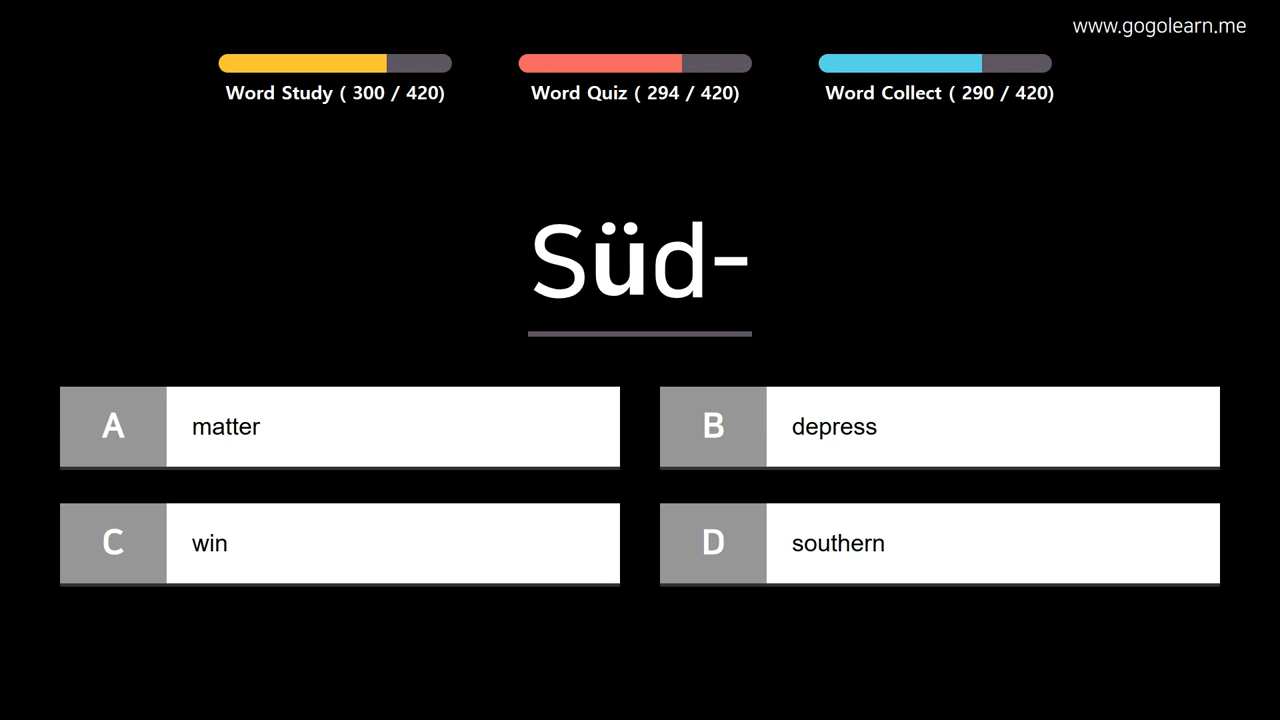 www.gogolearn.me
Word Study ( 300 / 420)
Word Quiz ( 294 / 420)
Word Collect ( 290 / 420)
Süd-
A matter
B depress
C win
D southern